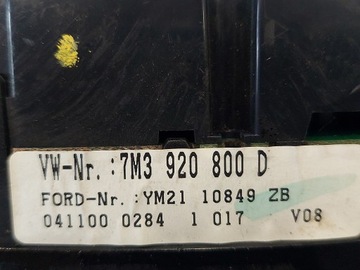 VW-Nr.:7M3 920 800 D
FORD-Nr.:YM21 10849 ZB
041100 0284 1 017 V08